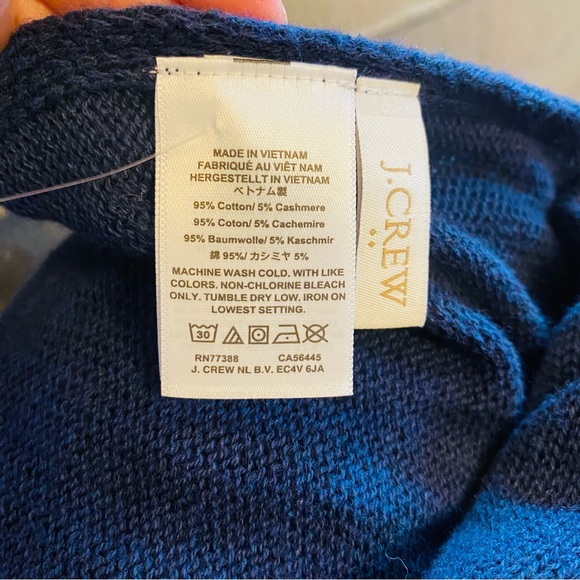 MADE IN VIETNAM
FABRIQUÉ AU VIÊT NAM
HERGESTELLT IN VIETNAM
ベトナム製
95% Cotton/ 5% Cashmere
95% Coton/ 5% Cachemire
95% Baumwolle/ 5% Kaschmir
綿 95%/ カシミヤ 5%
MACHINE WASH COLD. WITH LIKE
COLORS. NON-CHLORINE BLEACH
ONLY. TUMBLE DRY LOW. IRON ON
LOWEST SETTING.
30
RN77388 CA56445
J. CREW NL B.V. EC4V 6JA
J.CREW